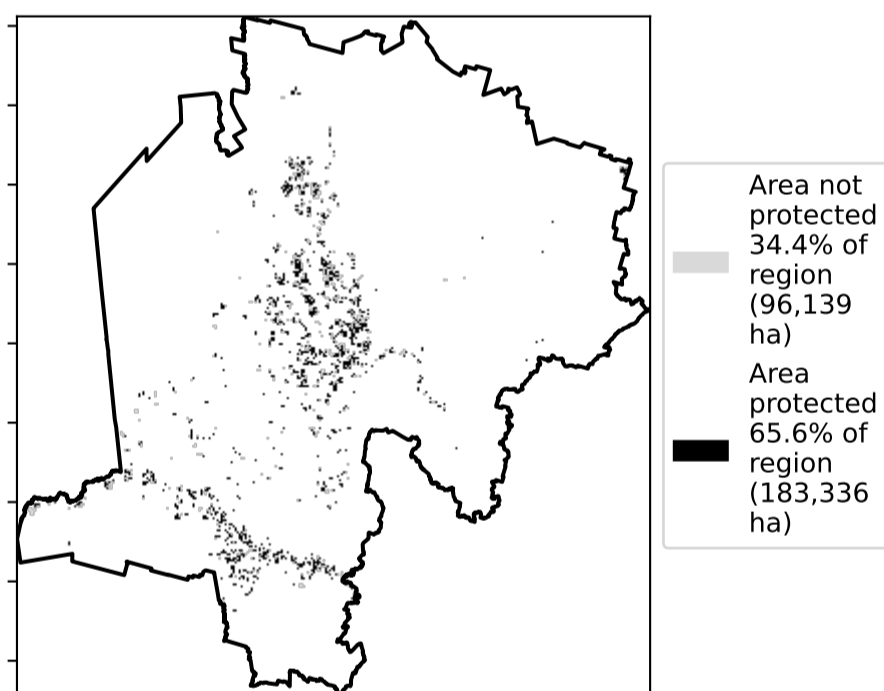 Area not
protected
34.4% of
region
(96,139
ha)
Area
protected
65.6% of
region
(183,336
ha)